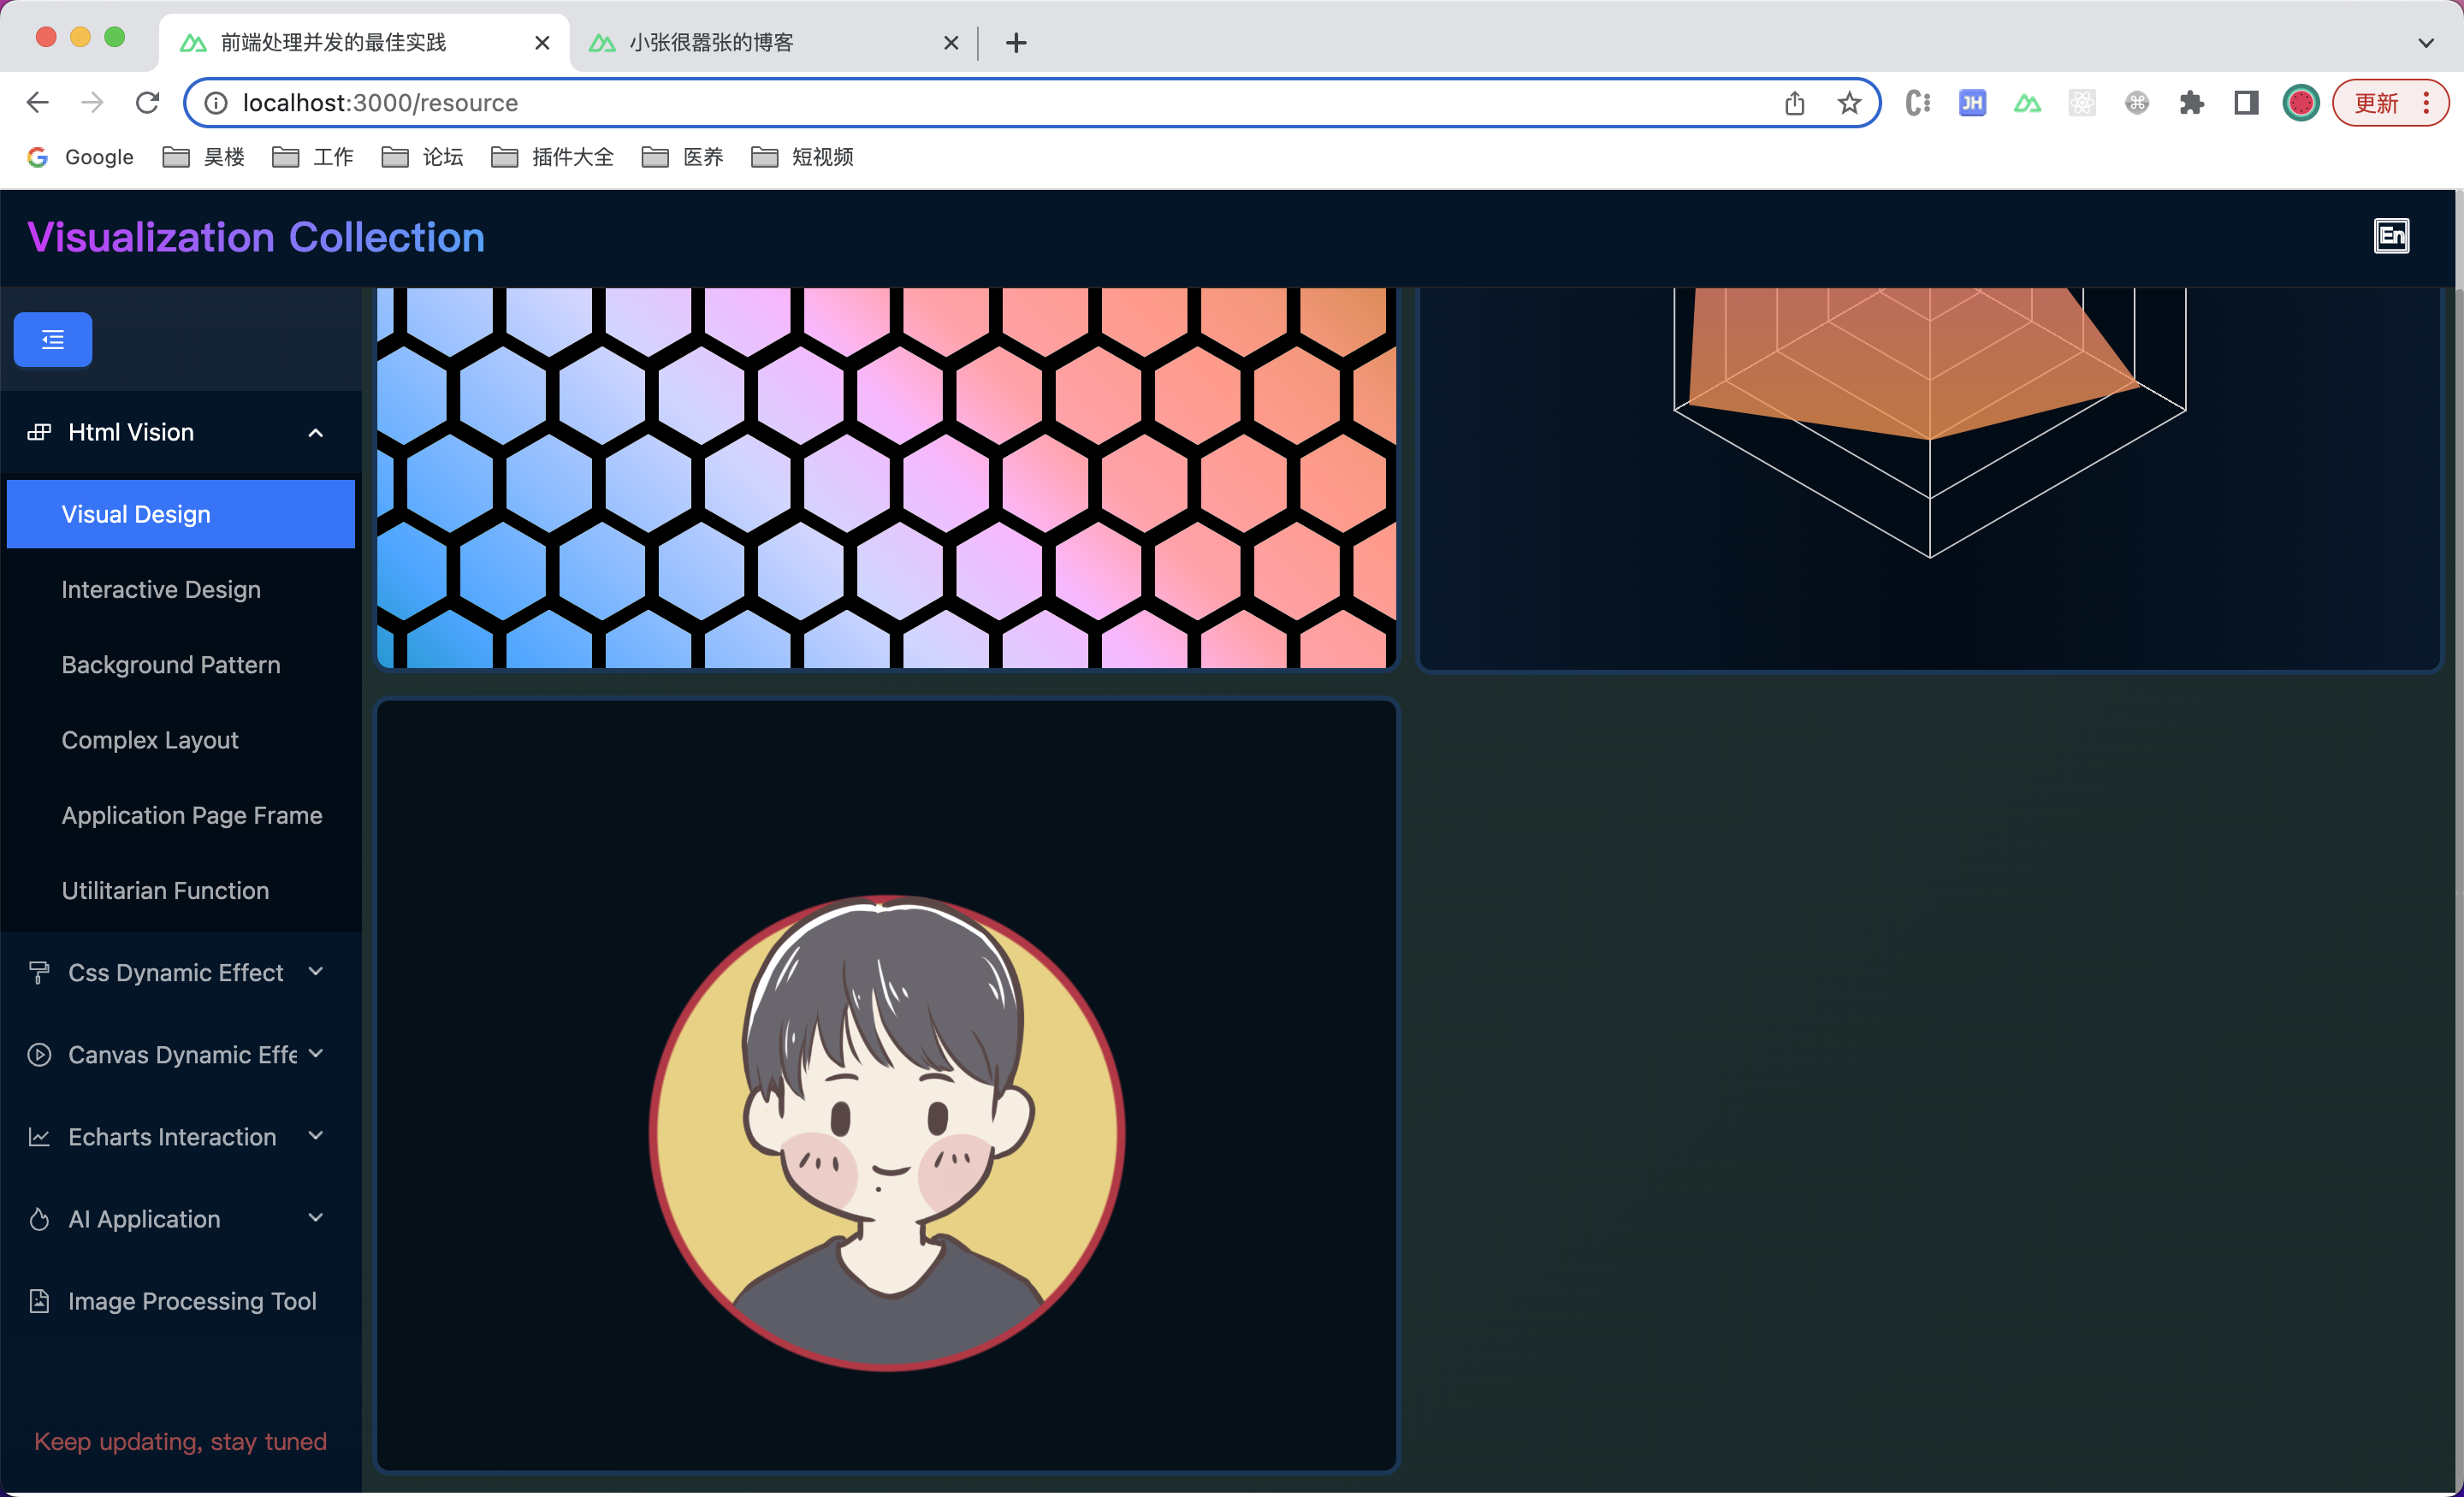 前端处理并发的最佳实践
小张很嚣张的博客
localhost:3000/resource
JH
更新
Google
昊楼
工作
论坛
插件大全
医养
短视频
Visualization Collection
En
Html Vision
Visual Design
Interactive Design
Background Pattern
Complex Layout
Application Page Frame
Utilitarian Function
Css Dynamic Effect
Canvas Dynamic Effe
Echarts Interaction
AI Application
Image Processing Tool
Keep updating, stay tuned